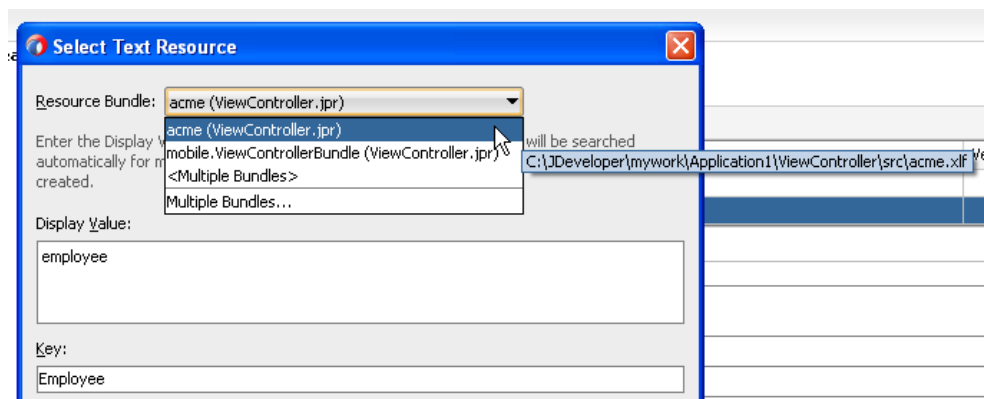 Select Text Resource
Resource Bundle: acme (ViewController.jpr)
acme (ViewController.jpr)
Enter the Display will be searched
mobile.ViewControllerBundle (ViewController.jpr)
automatically for
C:\JDeveloper\mywork\Application1\ViewController\src\acme.xlf
<Multiple Bundles>
created.
Multiple Bundles...
Display Value:
employee
Key:
Employee